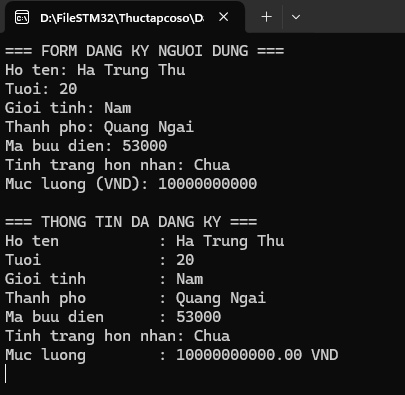 D:\FileSTM32\Thuctapcoso\D
=== FORM DANG KY NGUOI DUNG ===
Ho ten: Ha Trung Thu
Tuoi: 20
Gioi tinh: Nam
Thanh pho: Quang Ngai
Ma buu dien: 53000
Tinh trang hon nhan: Chua
Muc luong (VND): 10000000000
=== THONG TIN DA DANG KY ===
Ho ten : Ha Trung Thu
Tuoi : 20
Gioi tinh : Nam
Thanh pho : Quang Ngai
Ma buu dien : 53000
Tinh trang hon nhan: Chua
Muc luong : 10000000000.00 VND